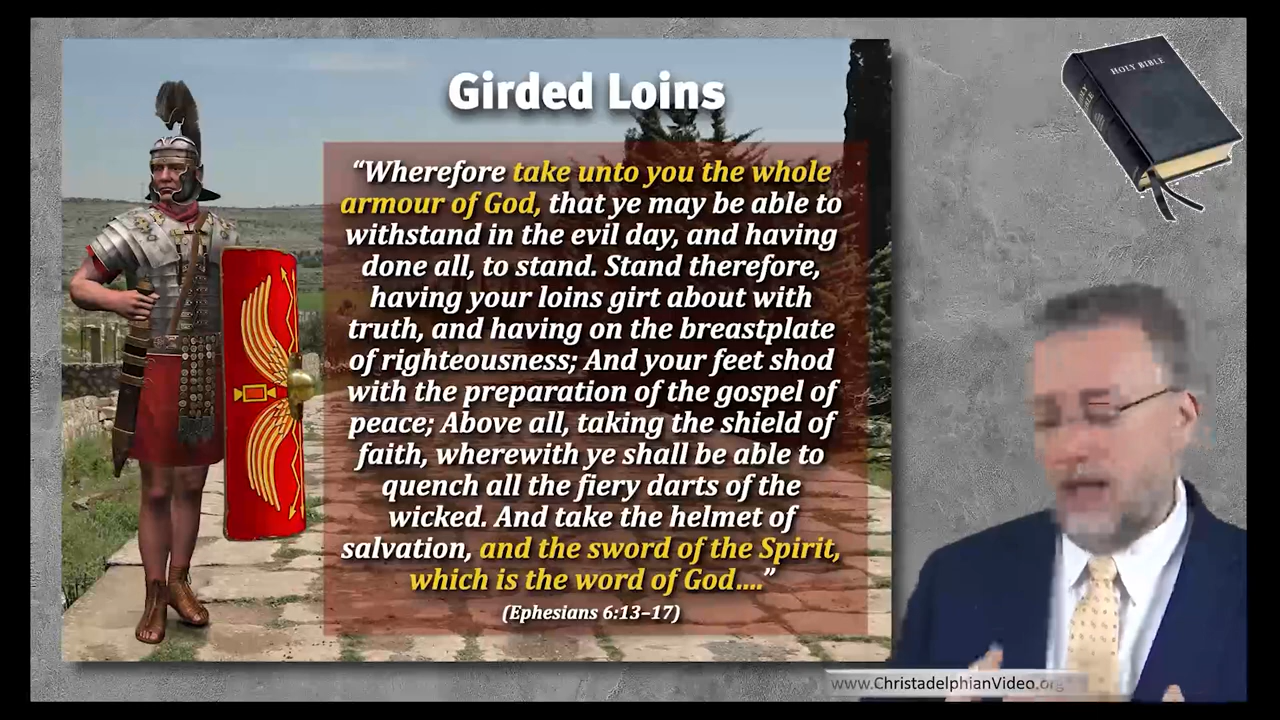 Girded Loins
“Wherefore take unto you the whole
armour of God, that ye may be able to
withstand in the evil day, and having
done all, to stand. Stand therefore,
having your loins girt about with
truth, and having on the breastplate
of righteousness; And your feet shod
with the preparation of the gospel of
peace; Above all, taking the shield of
faith, wherewith ye shall be able to
quench all the fiery darts of the
wicked. And take the helmet of
salvation, and the sword of the Spirit,
which is the word of God....”
(Ephesians 6:13–17)
HOLY BIBLE
www.ChristadelphianVideo.org